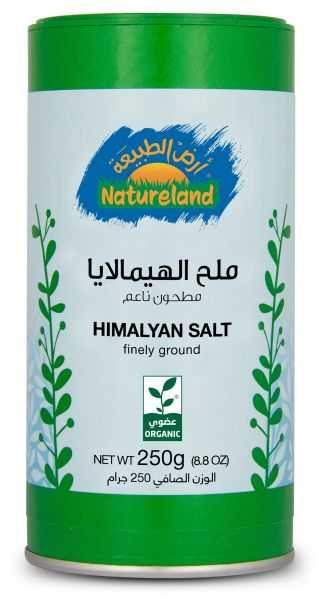 أرض الطبيعة
Natureland
ملح الهيمالايا
مطحون ناعم
HIMALYAN SALT
finely ground
عضوي
ORGANIC
NET WT 250g (8.8 OZ)
الوزن الصافي 250 جرام